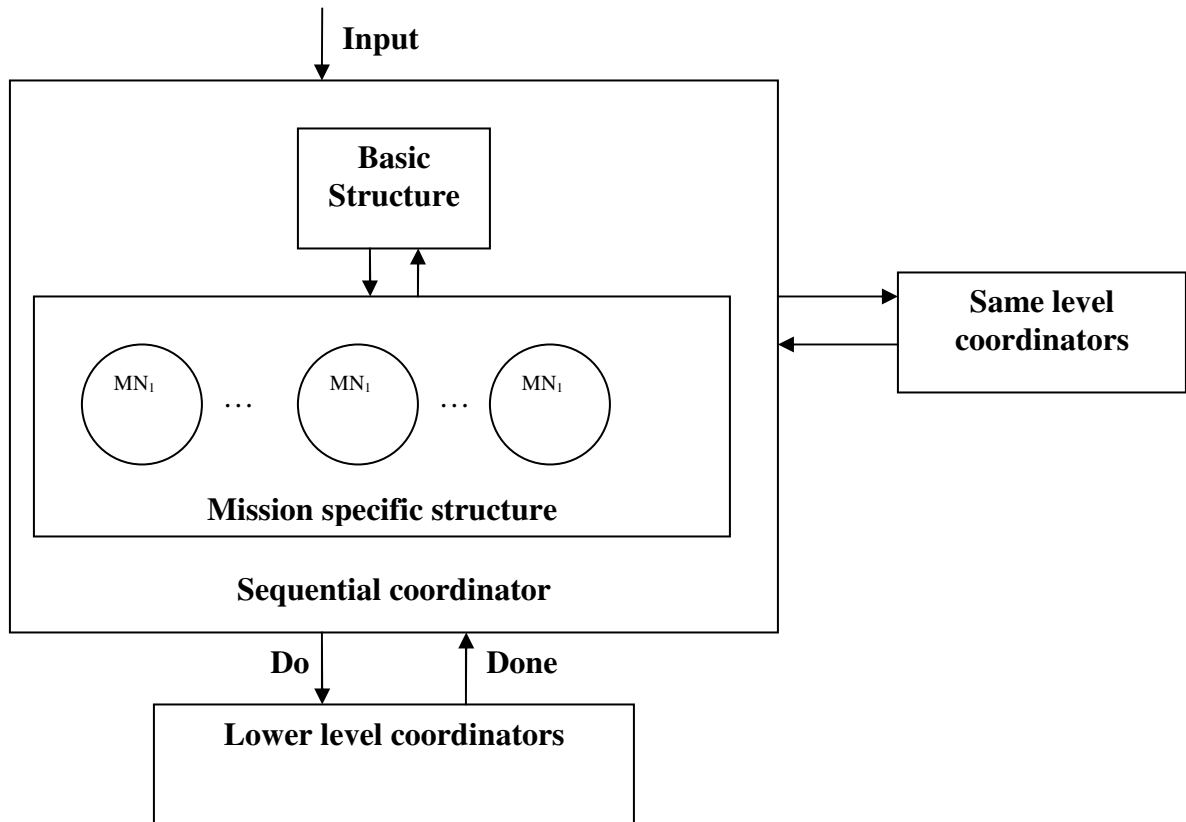 Input
Basic
Structure
Same level
coordinators
MN₁ … MN₁ … MN₁
Mission specific structure
Sequential coordinator
Do Done
Lower level coordinators